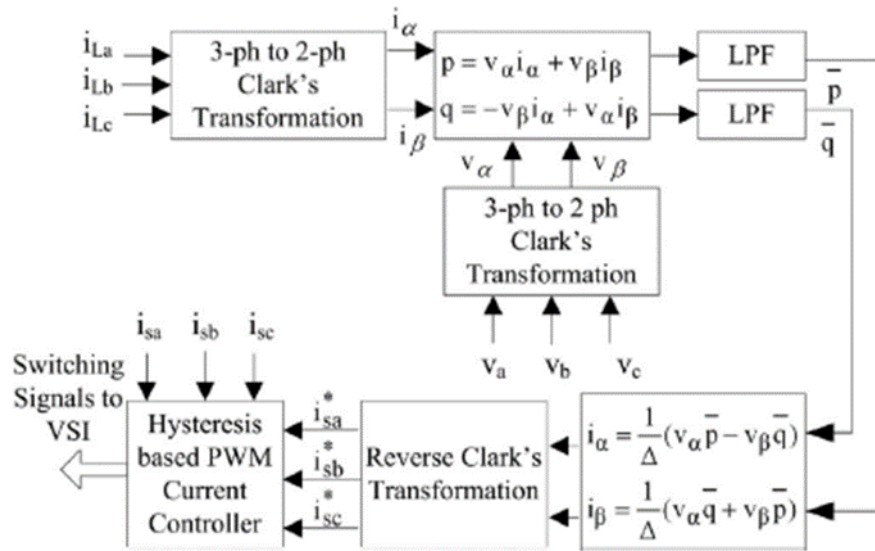 i_La
i_Lb
i_Lc
3-ph to 2-ph
Clark's
Transformation
i_α
i_β
p = v_α i_α + v_β i_β
q = −v_β i_α + v_α i_β
LPF
LPF
p̅
q̅
v_α v_β
3-ph to 2 ph
Clark's
Transformation
v_a v_b v_c
i_sa i_sb i_sc
Switching
Signals to
VSI
Hysteresis
based PWM
Current
Controller
i*_sa
i*_sb
i*_sc
Reverse Clark's
Transformation
i_α = 1/Δ (v_α p̅ − v_β q̅)
i_β = 1/Δ (v_α q̅ + v_β p̅)